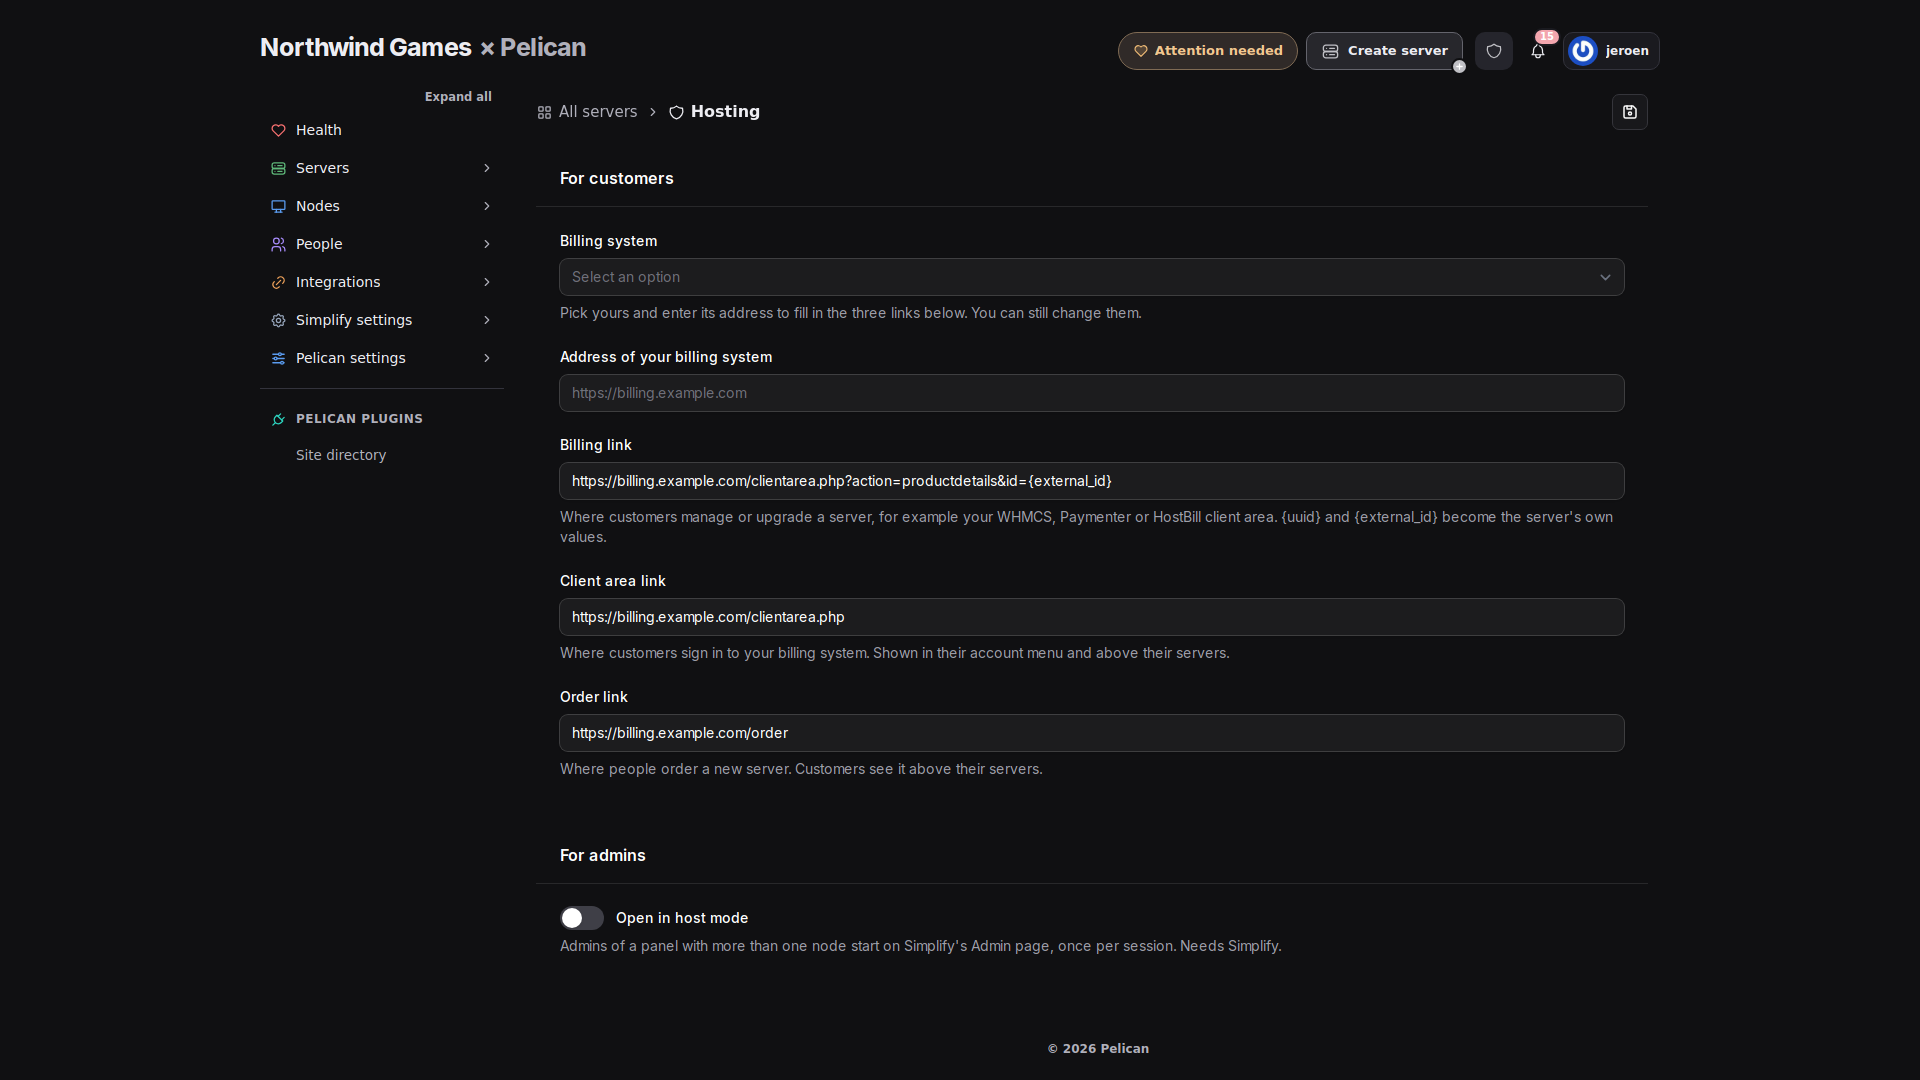 Northwind Games × Pelican
Attention needed
Create server
15
jeroen
Expand all
Health
Servers
Nodes
People
Integrations
Simplify settings
Pelican settings
PELICAN PLUGINS
Site directory
All servers > Hosting
For customers
Billing system
Select an option
Pick yours and enter its address to fill in the three links below. You can still change them.
Address of your billing system
https://billing.example.com
Billing link
https://billing.example.com/clientarea.php?action=productdetails&id={external_id}
Where customers manage or upgrade a server, for example your WHMCS, Paymenter or HostBill client area. {uuid} and {external_id} become the server's own
values.
Client area link
https://billing.example.com/clientarea.php
Where customers sign in to your billing system. Shown in their account menu and above their servers.
Order link
https://billing.example.com/order
Where people order a new server. Customers see it above their servers.
For admins
Open in host mode
Admins of a panel with more than one node start on Simplify's Admin page, once per session. Needs Simplify.
© 2026 Pelican